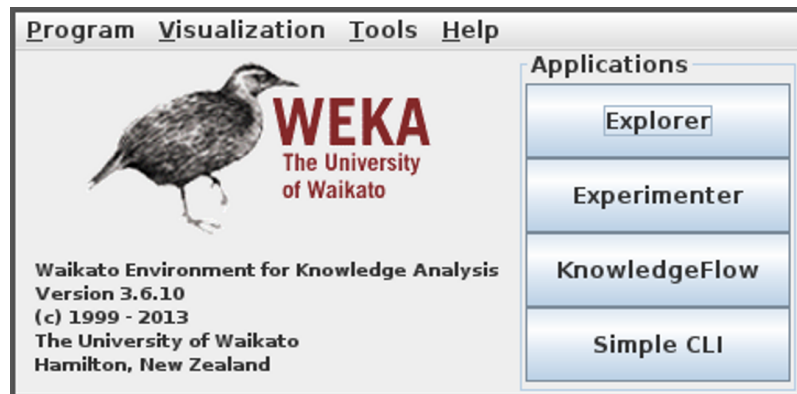 Program Visualization Tools Help
WEKA
The University
of Waikato
Waikato Environment for Knowledge Analysis
Version 3.6.10
(c) 1999 - 2013
The University of Waikato
Hamilton, New Zealand
Applications
Explorer
Experimenter
KnowledgeFlow
Simple CLI